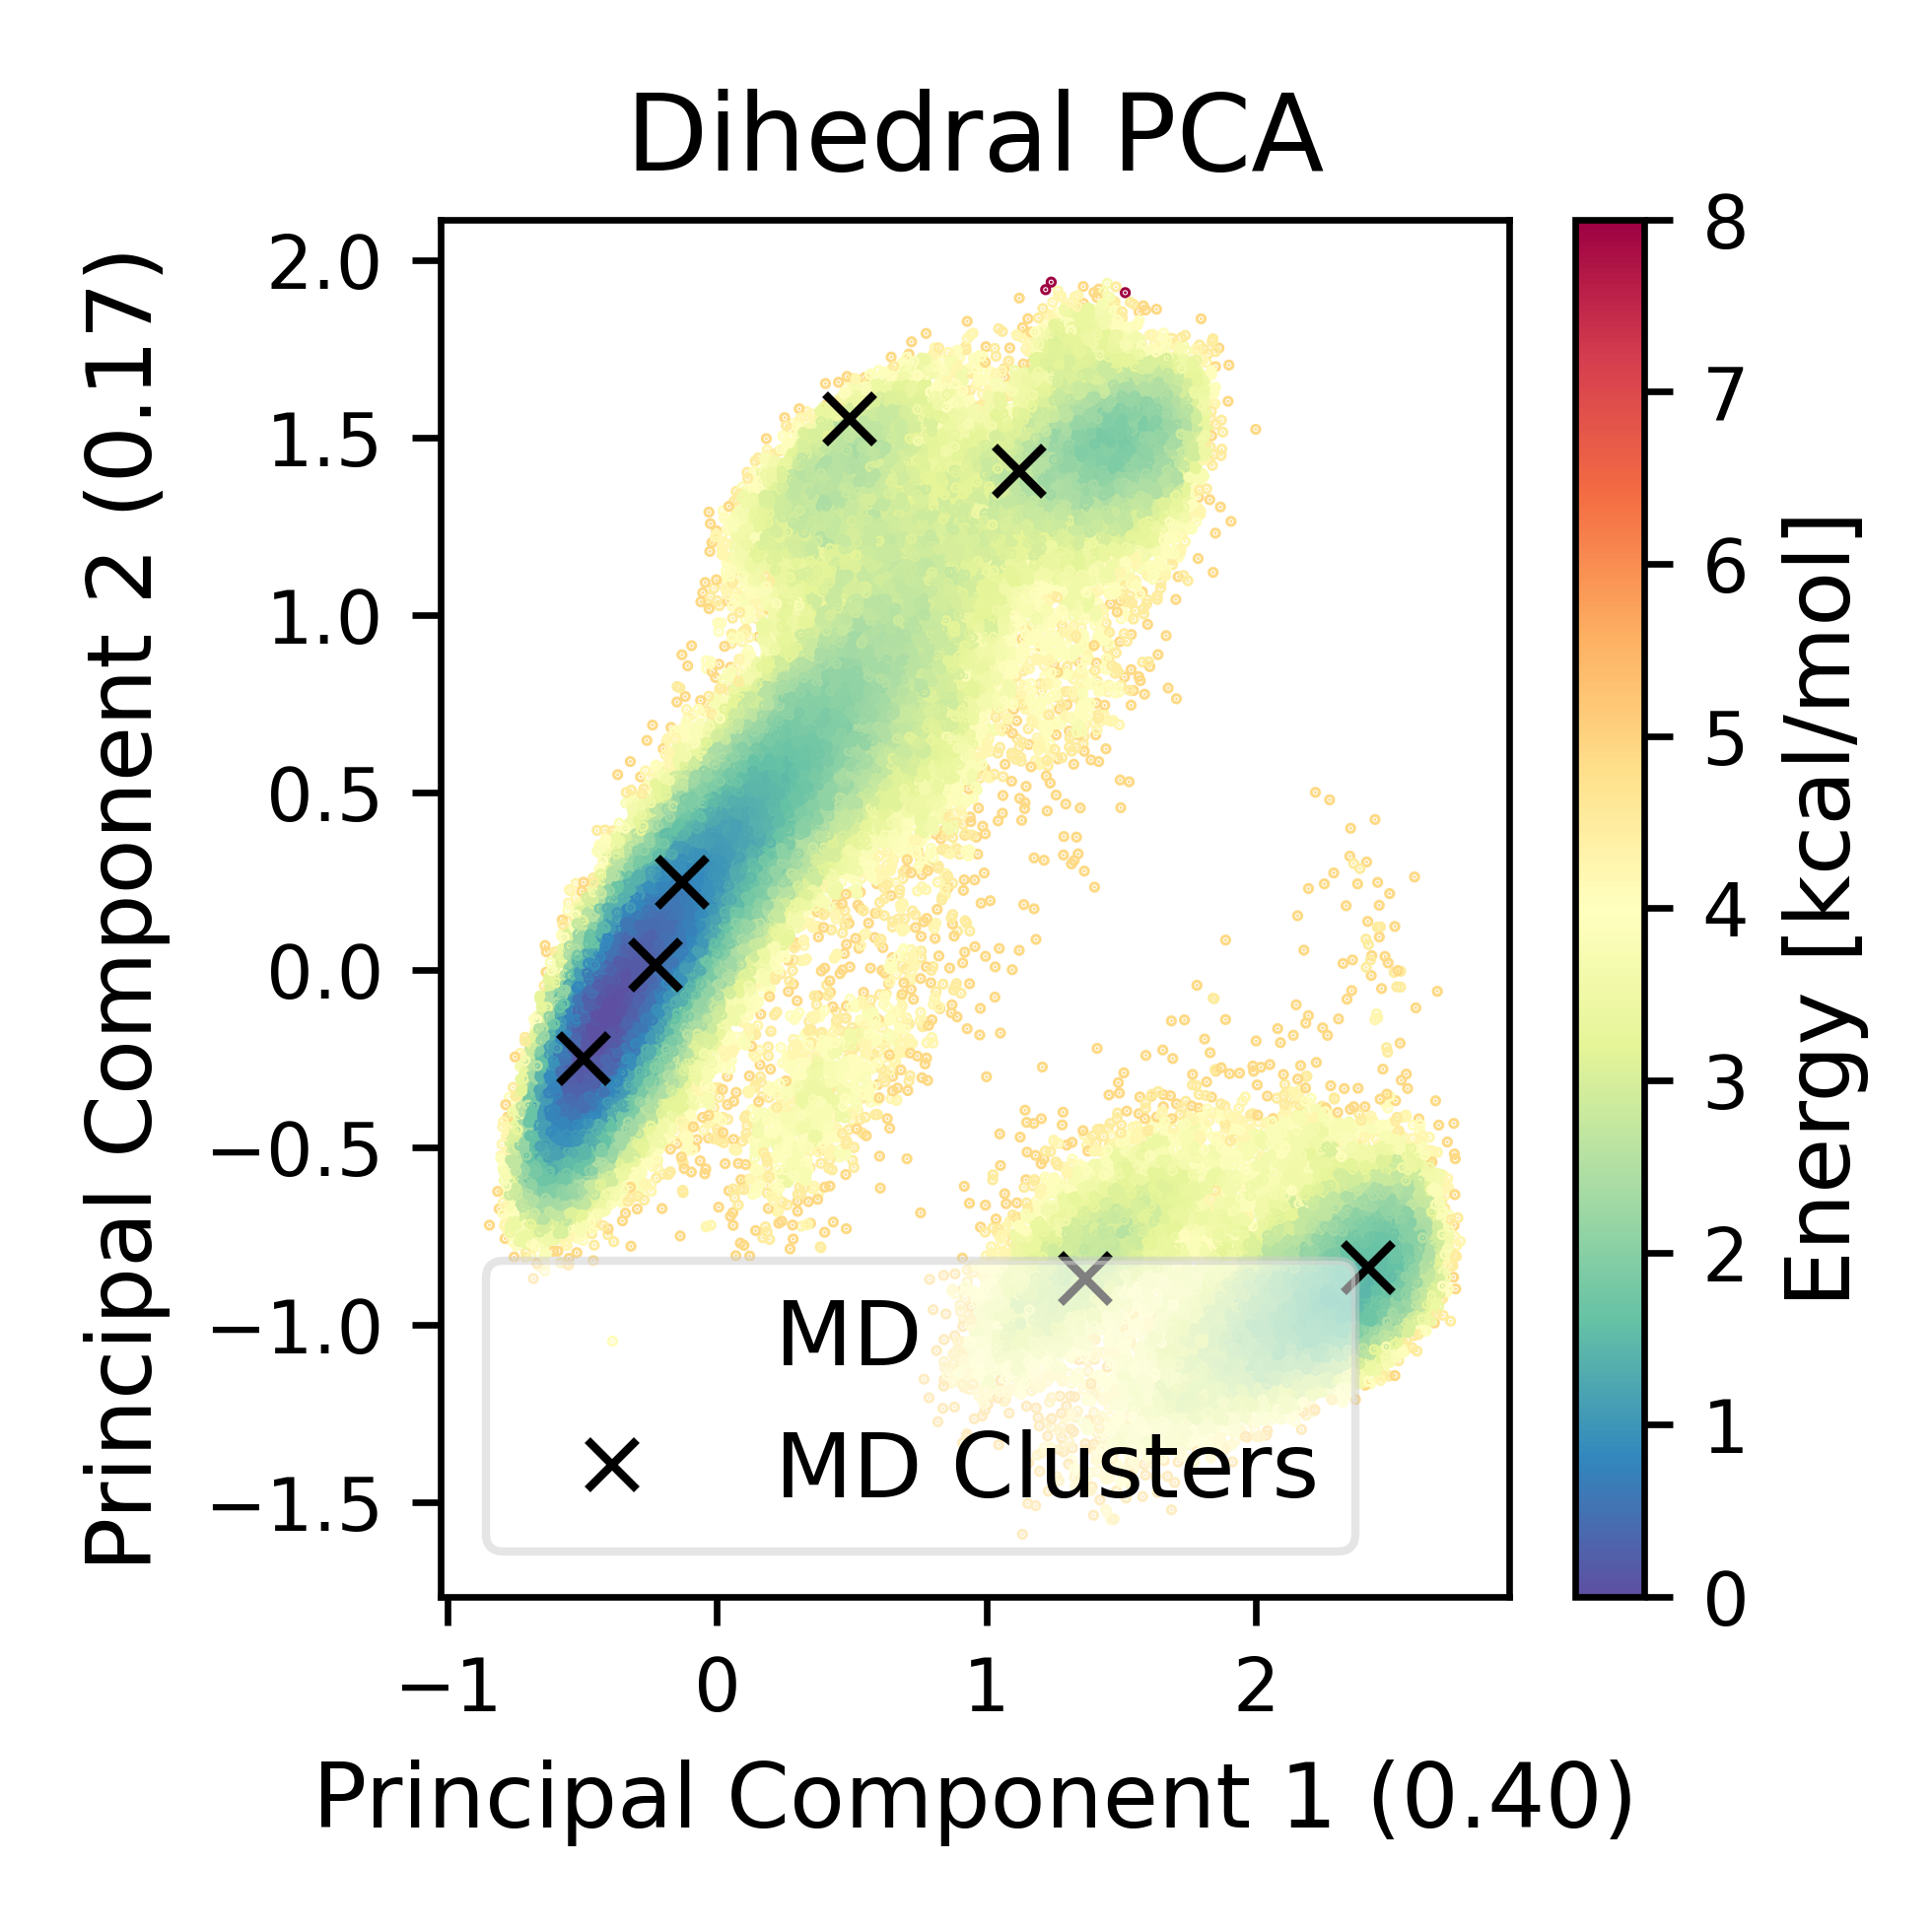 Dihedral PCA
Principal Component 2 (0.17)
2.0
1.5
1.0
0.5
0.0
−0.5
−1.0
−1.5
MD
MD Clusters
−1 0 1 2
Principal Component 1 (0.40)
8
7
6
5
4
3
2
1
0
Energy [kcal/mol]